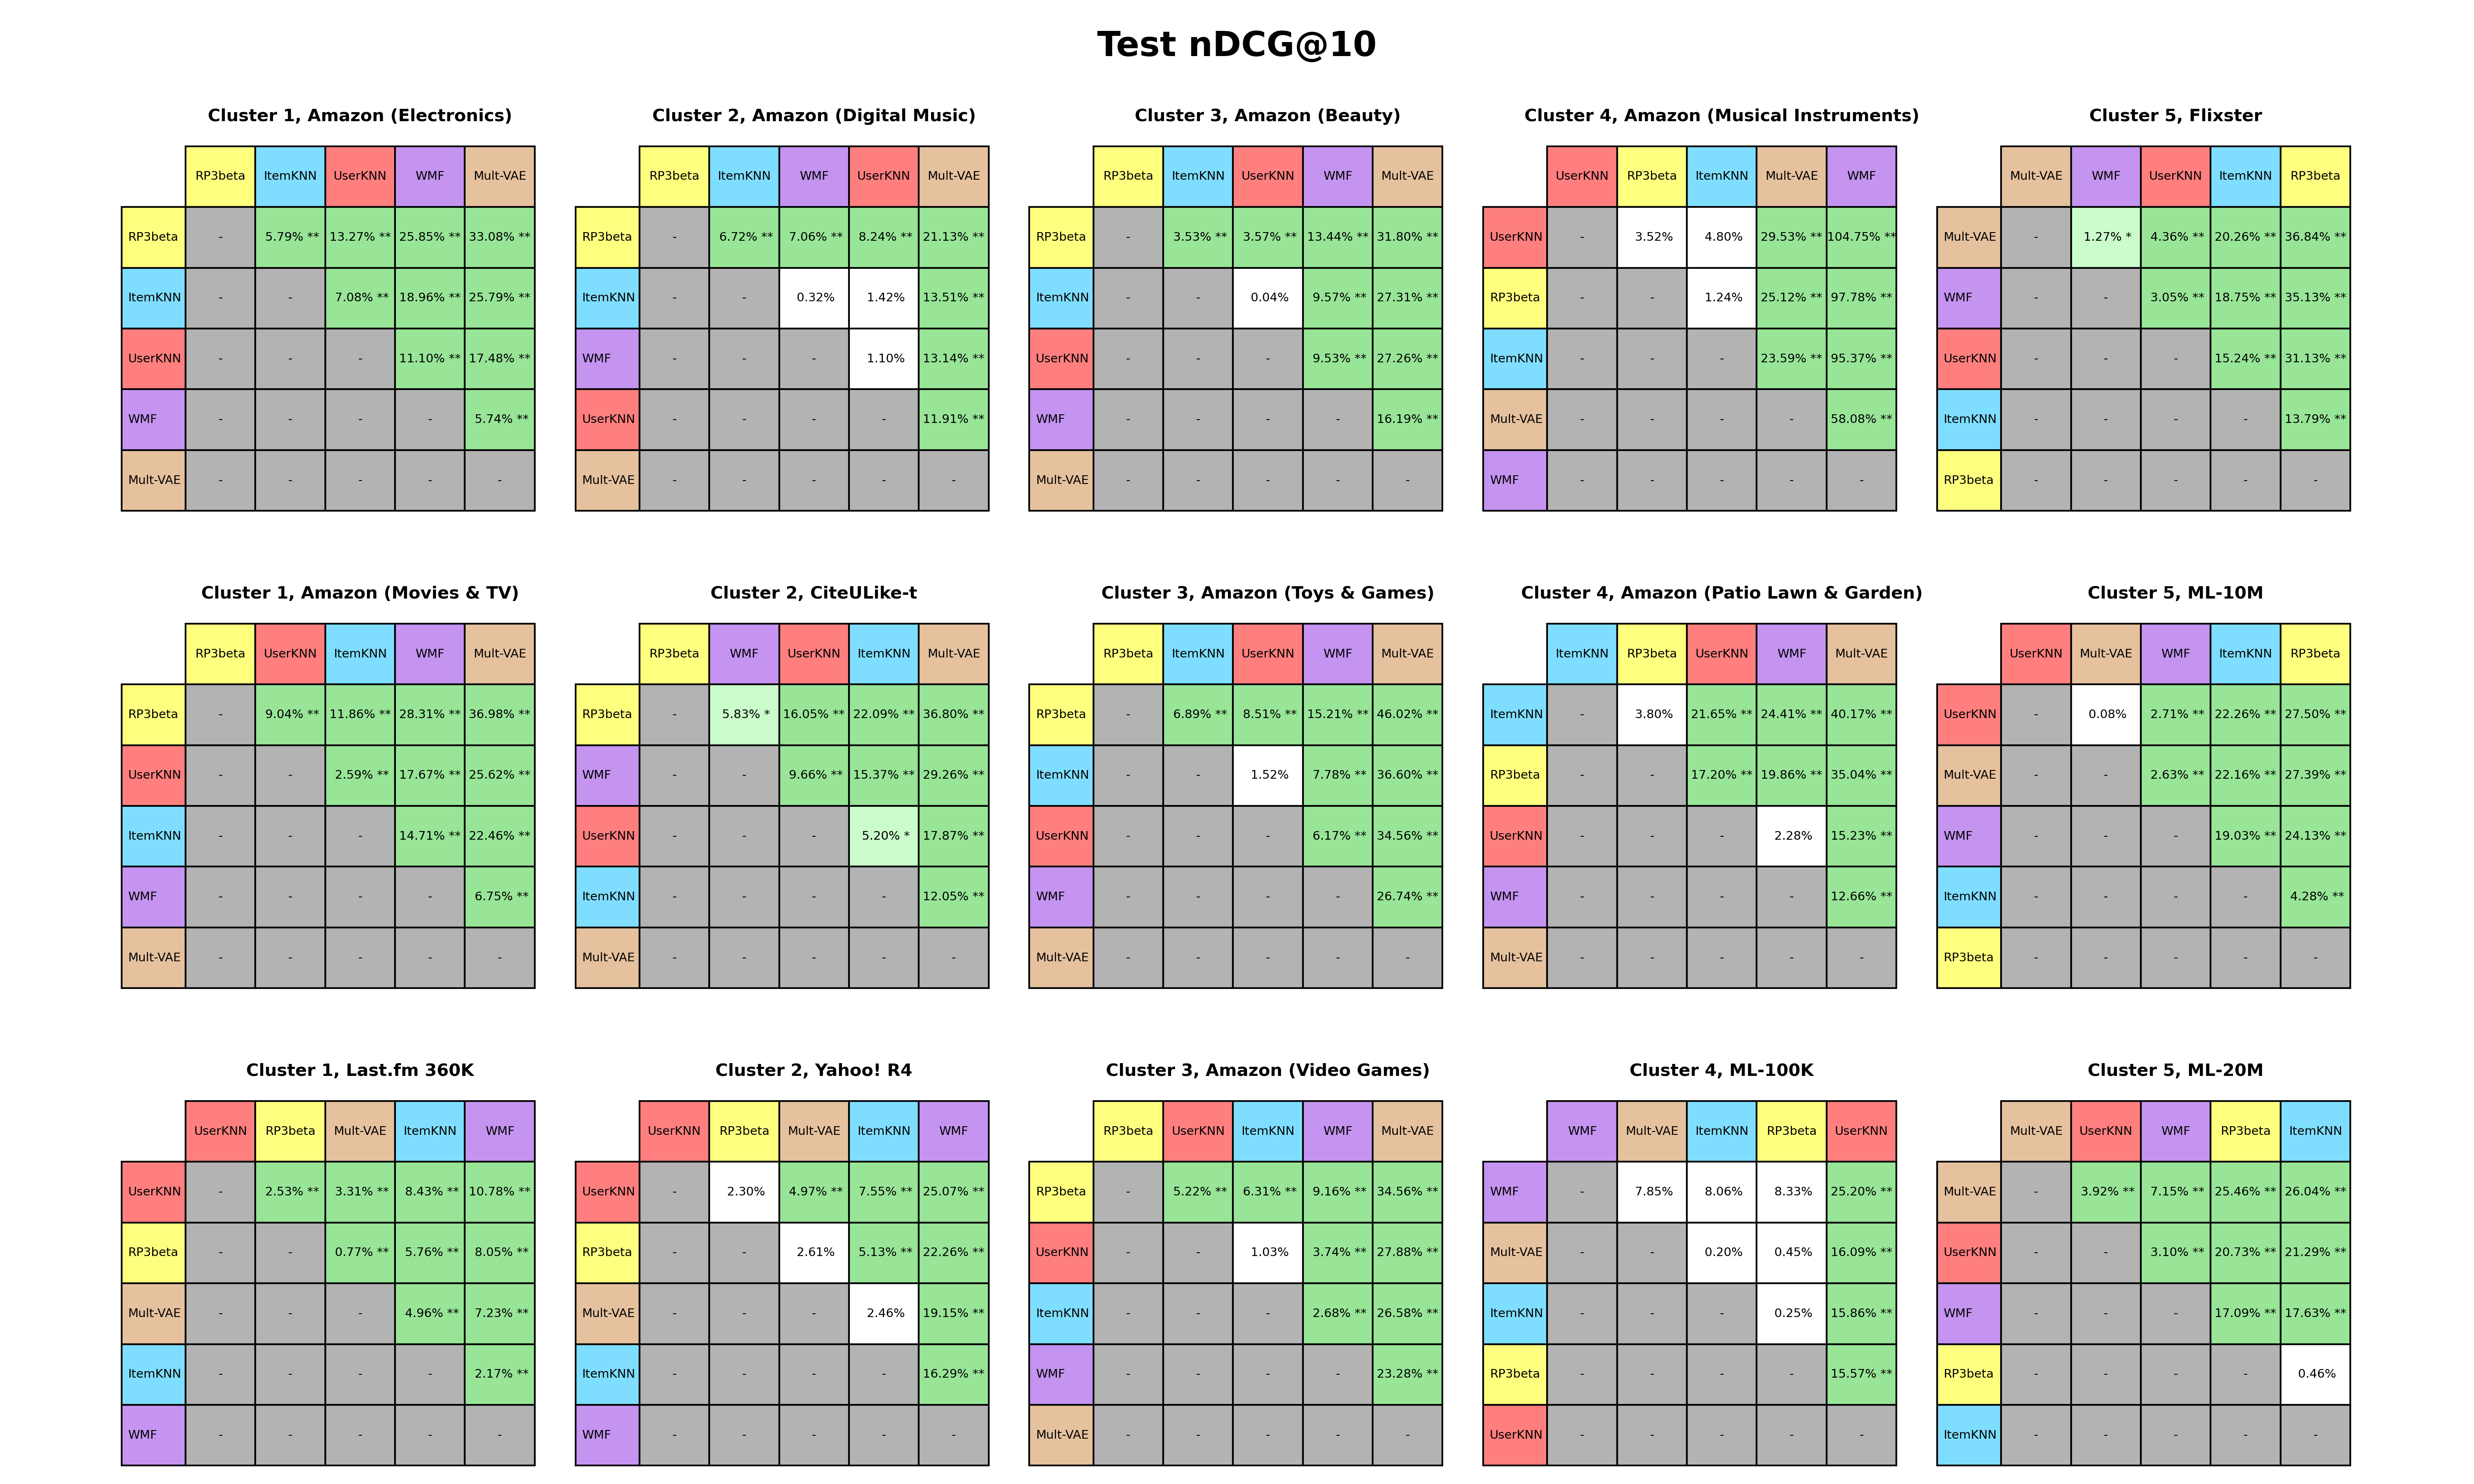 Test nDCG@10
Cluster 1, Amazon (Electronics)
RP3beta ItemKNN UserKNN WMF Mult-VAE
RP3beta - 5.79% ** 13.27% ** 25.85% ** 33.08% **
ItemKNN - - 7.08% ** 18.96% ** 25.79% **
UserKNN - - - 11.10% ** 17.48% **
WMF - - - - 5.74% **
Mult-VAE - - - - -
Cluster 2, Amazon (Digital Music)
RP3beta ItemKNN WMF UserKNN Mult-VAE
RP3beta - 6.72% ** 7.06% ** 8.24% ** 21.13% **
ItemKNN - - 0.32% 1.42% 13.51% **
WMF - - - 1.10% 13.14% **
UserKNN - - - - 11.91% **
Mult-VAE - - - - -
Cluster 3, Amazon (Beauty)
RP3beta ItemKNN UserKNN WMF Mult-VAE
RP3beta - 3.53% ** 3.57% ** 13.44% ** 31.80% **
ItemKNN - - 0.04% 9.57% ** 27.31% **
UserKNN - - - 9.53% ** 27.26% **
WMF - - - - 16.19% **
Mult-VAE - - - - -
Cluster 4, Amazon (Musical Instruments)
UserKNN RP3beta ItemKNN Mult-VAE WMF
UserKNN - 3.52% 4.80% 29.53% ** 104.75% **
RP3beta - - 1.24% 25.12% ** 97.78% **
ItemKNN - - - 23.59% ** 95.37% **
Mult-VAE - - - - 58.08% **
WMF - - - - -
Cluster 5, Flixster
Mult-VAE WMF UserKNN ItemKNN RP3beta
Mult-VAE - 1.27% * 4.36% ** 20.26% ** 36.84% **
WMF - - 3.05% ** 18.75% ** 35.13% **
UserKNN - - - 15.24% ** 31.13% **
ItemKNN - - - - 13.79% **
RP3beta - - - - -
Cluster 1, Amazon (Movies & TV)
RP3beta UserKNN ItemKNN WMF Mult-VAE
RP3beta - 9.04% ** 11.86% ** 28.31% ** 36.98% **
UserKNN - - 2.59% ** 17.67% ** 25.62% **
ItemKNN - - - 14.71% ** 22.46% **
WMF - - - - 6.75% **
Mult-VAE - - - - -
Cluster 2, CiteULike-t
RP3beta WMF UserKNN ItemKNN Mult-VAE
RP3beta - 5.83% * 16.05% ** 22.09% ** 36.80% **
WMF - - 9.66% ** 15.37% ** 29.26% **
UserKNN - - - 5.20% * 17.87% **
ItemKNN - - - - 12.05% **
Mult-VAE - - - - -
Cluster 3, Amazon (Toys & Games)
RP3beta ItemKNN UserKNN WMF Mult-VAE
RP3beta - 6.89% ** 8.51% ** 15.21% ** 46.02% **
ItemKNN - - 1.52% 7.78% ** 36.60% **
UserKNN - - - 6.17% ** 34.56% **
WMF - - - - 26.74% **
Mult-VAE - - - - -
Cluster 4, Amazon (Patio Lawn & Garden)
ItemKNN RP3beta UserKNN WMF Mult-VAE
ItemKNN - 3.80% 21.65% ** 24.41% ** 40.17% **
RP3beta - - 17.20% ** 19.86% ** 35.04% **
UserKNN - - - 2.28% 15.23% **
WMF - - - - 12.66% **
Mult-VAE - - - - -
Cluster 5, ML-10M
UserKNN Mult-VAE WMF ItemKNN RP3beta
UserKNN - 0.08% 2.71% ** 22.26% ** 27.50% **
Mult-VAE - - 2.63% ** 22.16% ** 27.39% **
WMF - - - 19.03% ** 24.13% **
ItemKNN - - - - 4.28% **
RP3beta - - - - -
Cluster 1, Last.fm 360K
UserKNN RP3beta Mult-VAE ItemKNN WMF
UserKNN - 2.53% ** 3.31% ** 8.43% ** 10.78% **
RP3beta - - 0.77% ** 5.76% ** 8.05% **
Mult-VAE - - - 4.96% ** 7.23% **
ItemKNN - - - - 2.17% **
WMF - - - - -
Cluster 2, Yahoo! R4
UserKNN RP3beta Mult-VAE ItemKNN WMF
UserKNN - 2.30% 4.97% ** 7.55% ** 25.07% **
RP3beta - - 2.61% 5.13% ** 22.26% **
Mult-VAE - - - 2.46% 19.15% **
ItemKNN - - - - 16.29% **
WMF - - - - -
Cluster 3, Amazon (Video Games)
RP3beta UserKNN ItemKNN WMF Mult-VAE
RP3beta - 5.22% ** 6.31% ** 9.16% ** 34.56% **
UserKNN - - 1.03% 3.74% ** 27.88% **
ItemKNN - - - 2.68% ** 26.58% **
WMF - - - - 23.28% **
Mult-VAE - - - - -
Cluster 4, ML-100K
WMF Mult-VAE ItemKNN RP3beta UserKNN
WMF - 7.85% 8.06% 8.33% 25.20% **
Mult-VAE - - 0.20% 0.45% 16.09% **
ItemKNN - - - 0.25% 15.86% **
RP3beta - - - - 15.57% **
UserKNN - - - - -
Cluster 5, ML-20M
Mult-VAE UserKNN WMF RP3beta ItemKNN
Mult-VAE - 3.92% ** 7.15% ** 25.46% ** 26.04% **
UserKNN - - 3.10% ** 20.73% ** 21.29% **
WMF - - - 17.09% ** 17.63% **
RP3beta - - - - 0.46%
ItemKNN - - - - -